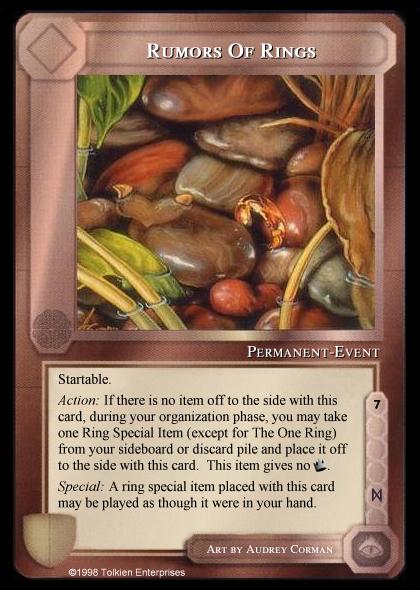 RUMORS OF RINGS
PERMANENT-EVENT
Startable.
Action: If there is no item off to the side with this
card, during your organization phase, you may take
one Ring Special Item (except for The One Ring)
from your sideboard or discard pile and place it off
to the side with this card. This item gives no .
Special: A ring special item placed with this card
may be played as though it were in your hand.
7
ART BY AUDREY CORMAN
©1998 Tolkien Enterprises